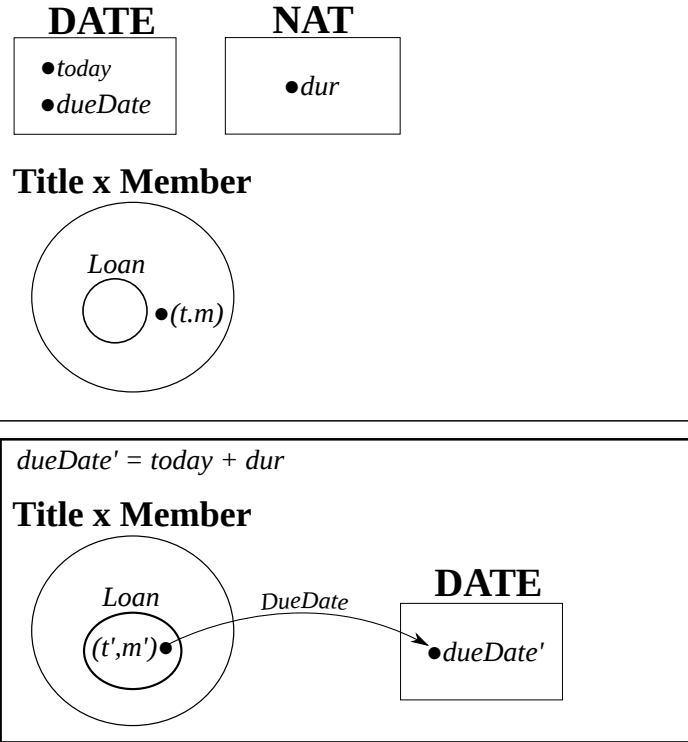 DATE
NAT
today
dueDate
dur
Title x Member
Loan
(t.m)
dueDate' = today + dur
Title x Member
Loan
DueDate
DATE
(t',m')
dueDate'